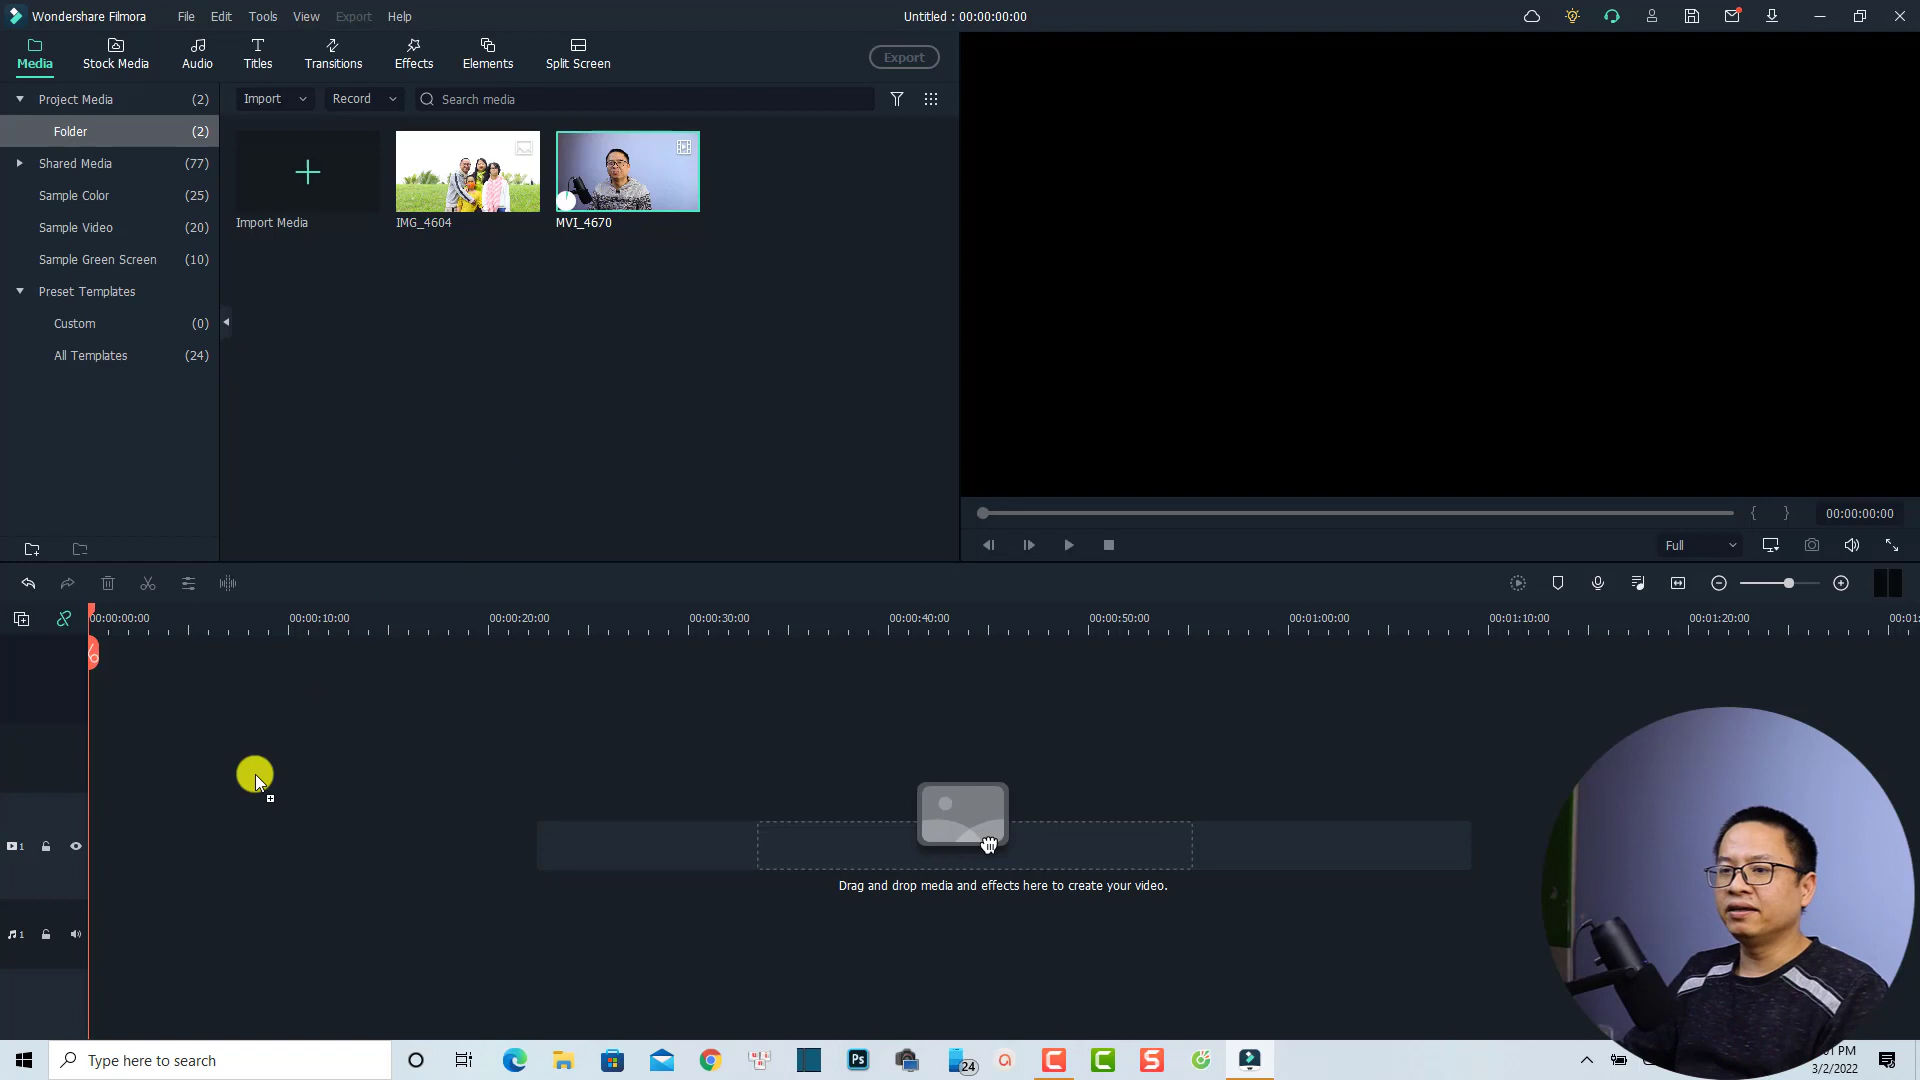 Wondershare Filmora File Edit Tools View Export Help Untitled : 00:00:00:00
Media Stock Media Audio Titles Transitions Effects Elements Split Screen Export
Project Media (2) Import Record Search media
Folder (2)
Shared Media (77)
Sample Color (25)
Sample Video (20)
Sample Green Screen (10)
Preset Templates
Custom (0)
All Templates (24)
Import Media IMG_4604 MVI_4670
00:00:00:00
Full
00:00:00:00 00:00:10:00 00:00:20:00 00:00:30:00 00:00:40:00 00:00:50:00 00:01:00:00 00:01:10:00 00:01:20:00
1
Drag and drop media and effects here to create your video.
1
Type here to search Ps 24
PM
3/2/2022